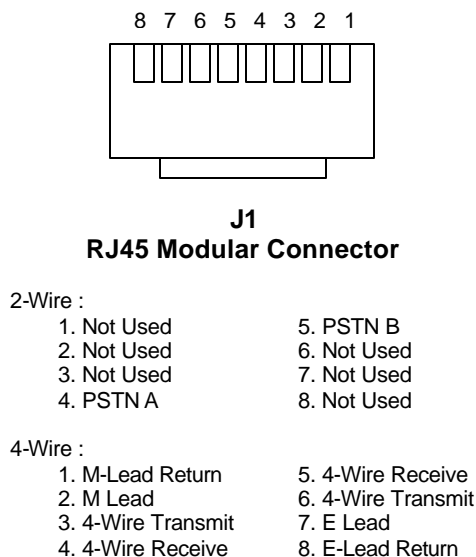 8 7 6 5 4 3 2 1
J1
RJ45 Modular Connector
2-Wire :
1. Not Used 5. PSTN B
2. Not Used 6. Not Used
3. Not Used 7. Not Used
4. PSTN A 8. Not Used
4-Wire :
1. M-Lead Return 5. 4-Wire Receive
2. M Lead 6. 4-Wire Transmit
3. 4-Wire Transmit 7. E Lead
4. 4-Wire Receive 8. E-Lead Return